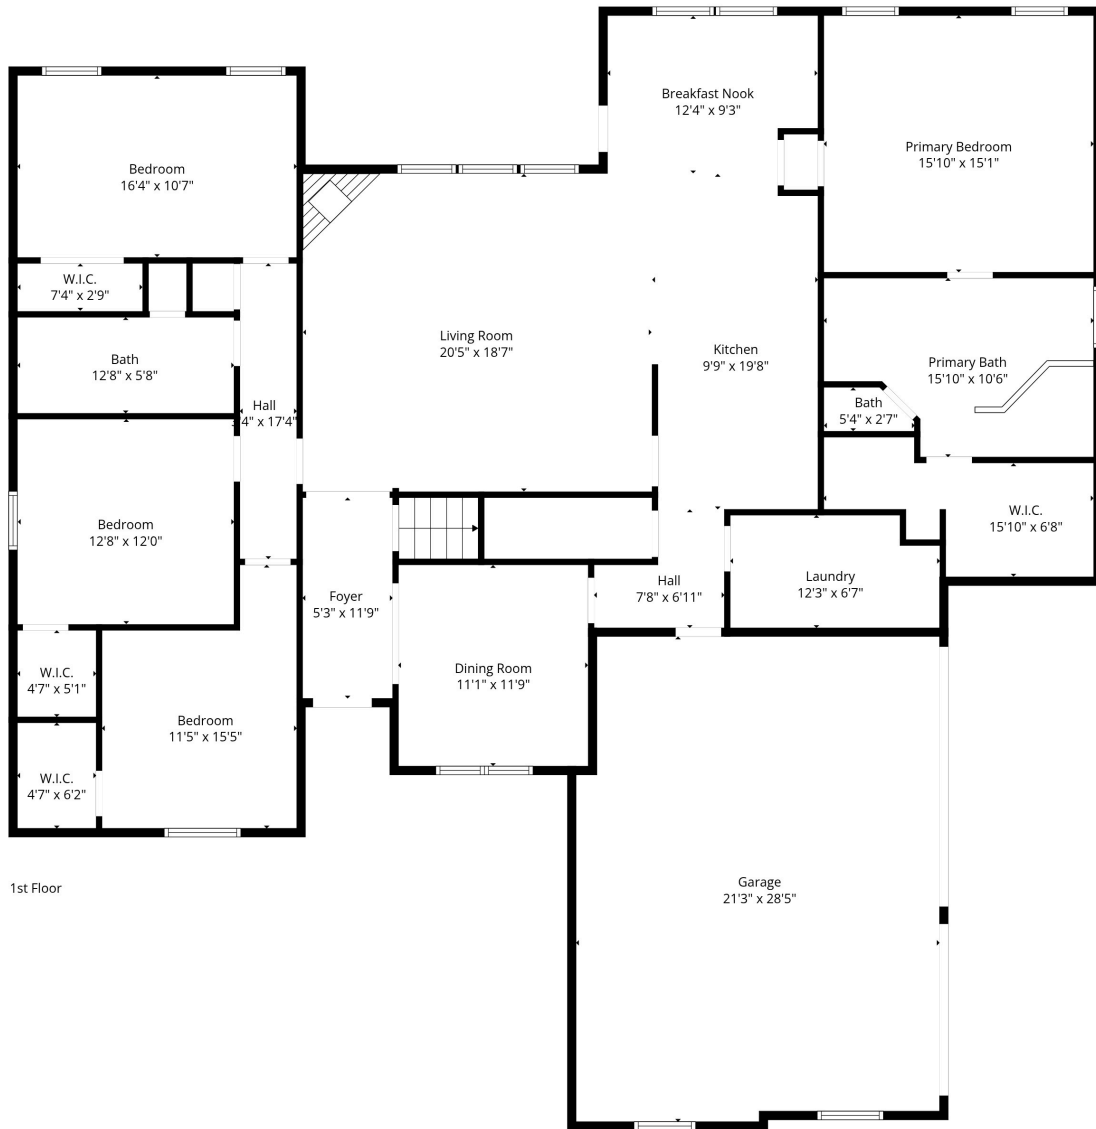 Breakfast Nook
12'4" x 9'3"
Primary Bedroom
15'10" x 15'1"
Bedroom
16'4" x 10'7"
W.I.C.
7'4" x 2'9"
Living Room
20'5" x 18'7"
Kitchen
9'9" x 19'8"
Bath
12'8" x 5'8"
Primary Bath
15'10" x 10'6"
Hall
4" x 17'4"
Bath
5'4" x 2'7"
Bedroom
12'8" x 12'0"
W.I.C.
15'10" x 6'8"
Foyer
5'3" x 11'9"
Hall
7'8" x 6'11"
Laundry
12'3" x 6'7"
W.I.C.
4'7" x 5'1"
Dining Room
11'1" x 11'9"
Bedroom
11'5" x 15'5"
W.I.C.
4'7" x 6'2"
1st Floor
Garage
21'3" x 28'5"